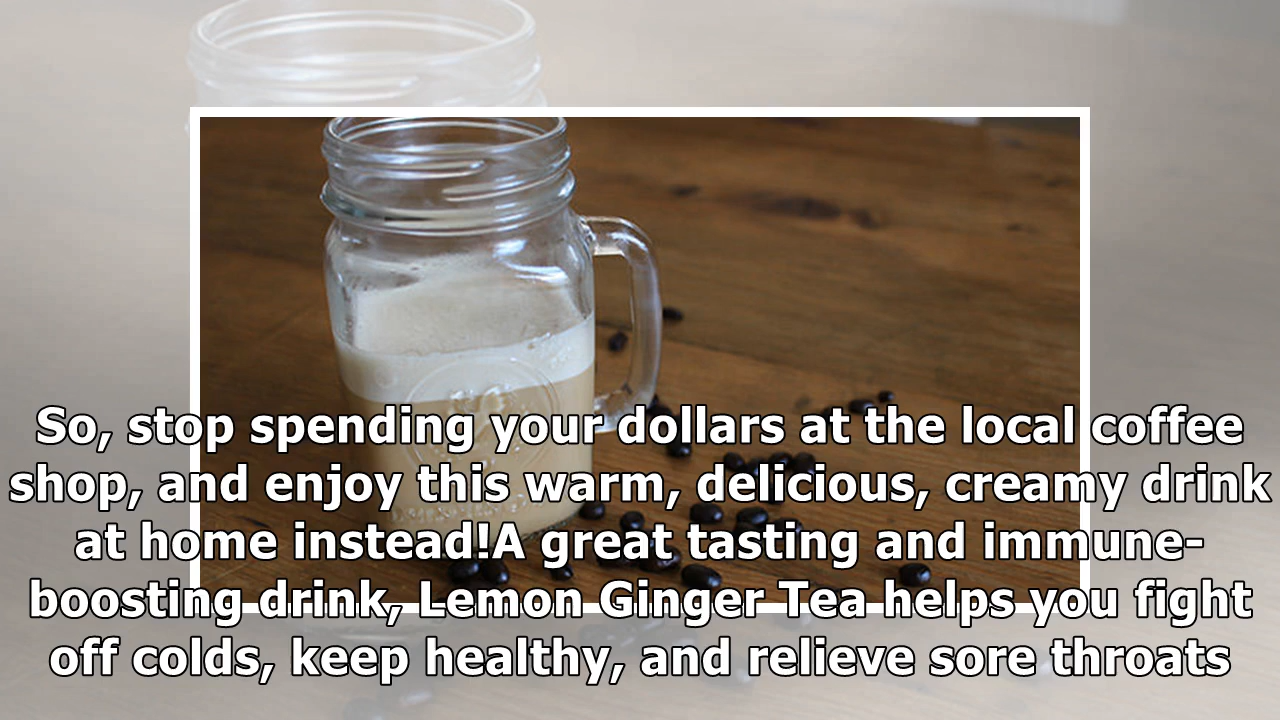 So, stop spending your dollars at the local coffee
shop, and enjoy this warm, delicious, creamy drink
at home instead!A great tasting and immune-
boosting drink, Lemon Ginger Tea helps you fight
off colds, keep healthy, and relieve sore throats